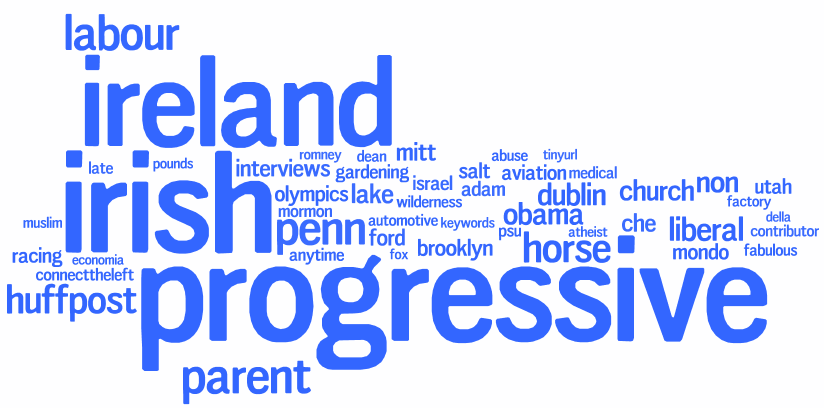 labour
ireland
romney dean mitt abuse tinyurl
late pounds interviews gardening salt aviation medical
irish olympics lake israel adam dublin church non utah
mormon wilderness factory
muslim penn automotive keywords obama che liberal della
ford psu atheist contributor
racing economia anytime fox brooklyn horse mondo fabulous
connecttheleft
huffpost progressive
parent